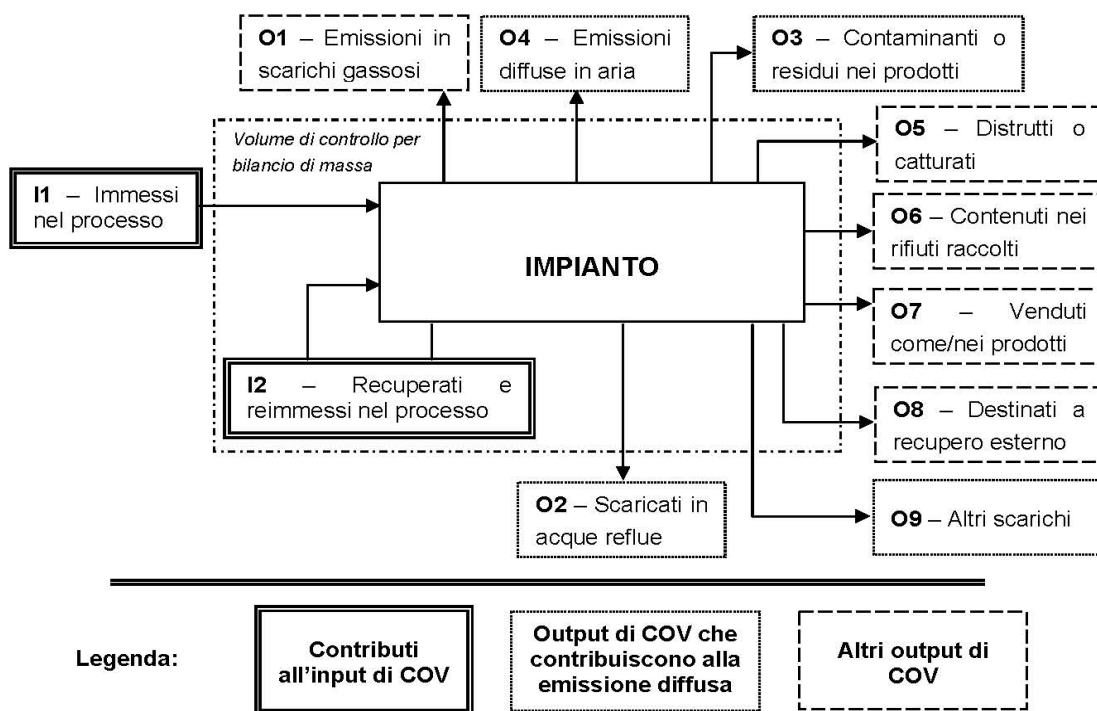 O1 – Emissioni in
scarichi gassosi
O4 – Emissioni
diffuse in aria
O3 – Contaminanti o
residui nei prodotti
Volume di controllo per
bilancio di massa
O5 – Distrutti o
catturati
I1 – Immessi
nel processo
O6 – Contenuti nei
rifiuti raccolti
IMPIANTO
O7 – Venduti
come/nei prodotti
I2 – Recuperati e
reimmessi nel processo
O8 – Destinati a
recupero esterno
O2 – Scaricati in
acque reflue
O9 – Altri scarichi
Legenda:
Contributi
all'input di COV
Output di COV che
contribuiscono alla
emissione diffusa
Altri output di
COV